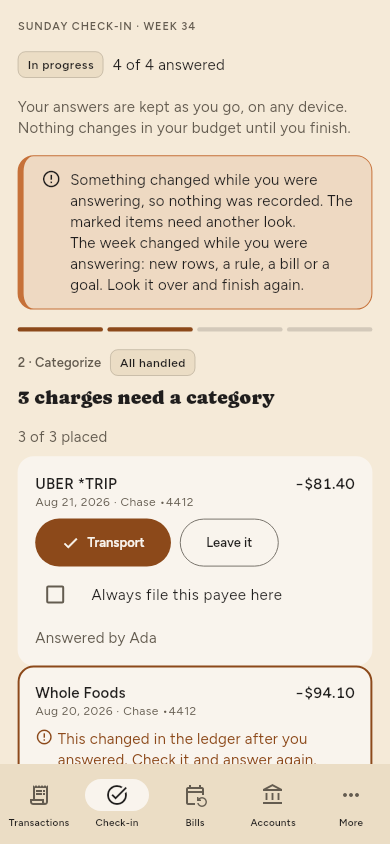 SUNDAY CHECK-IN · WEEK 34
In progress 4 of 4 answered
Your answers are kept as you go, on any device.
Nothing changes in your budget until you finish.
Something changed while you were
answering, so nothing was recorded. The
marked items need another look.
The week changed while you were
answering: new rows, a rule, a bill or a
goal. Look it over and finish again.
2 · Categorize All handled
3 charges need a category
3 of 3 placed
UBER *TRIP −$81.40
Aug 21, 2026 · Chase •4412
Transport Leave it
Always file this payee here
Answered by Ada
Whole Foods −$94.10
Aug 20, 2026 · Chase •4412
This changed in the ledger after you
answered. Check it and answer again.
Transactions Check-in Bills Accounts More